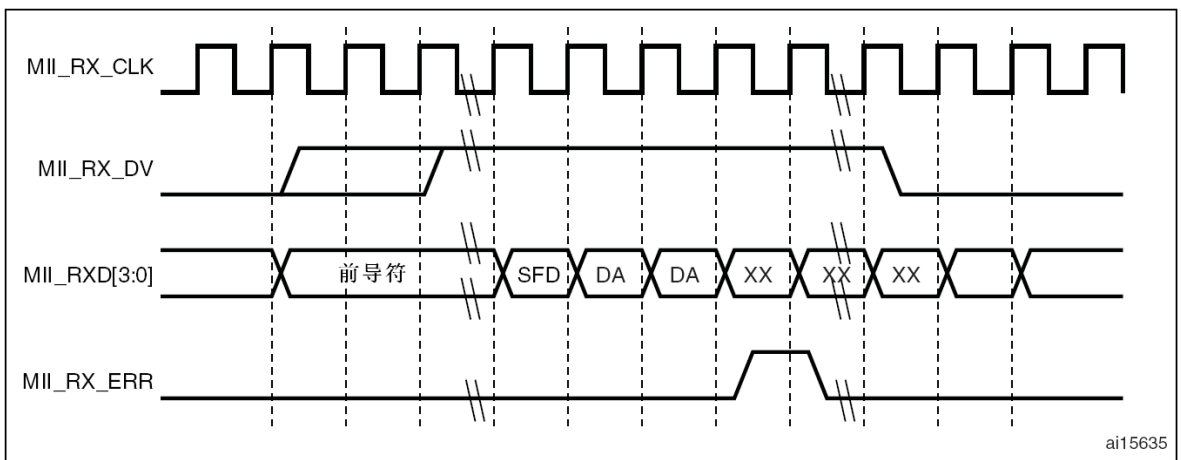 MII_RX_CLK
MII_RX_DV
MII_RXD[3:0] 前导符 SFD DA DA XX XX XX
MII_RX_ERR
ai15635